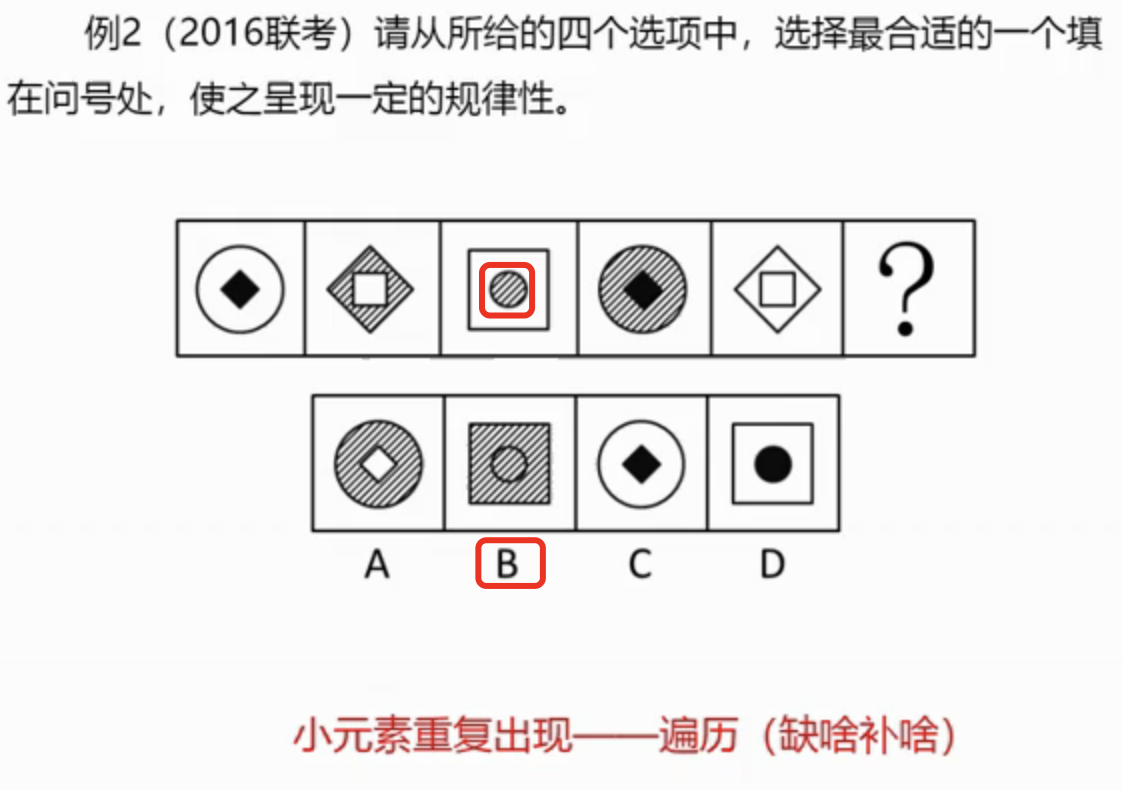 例2（2016联考）请从所给的四个选项中，选择最合适的一个填
在问号处，使之呈现一定的规律性。
?
A B C D
小元素重复出现——遍历（缺啥补啥）